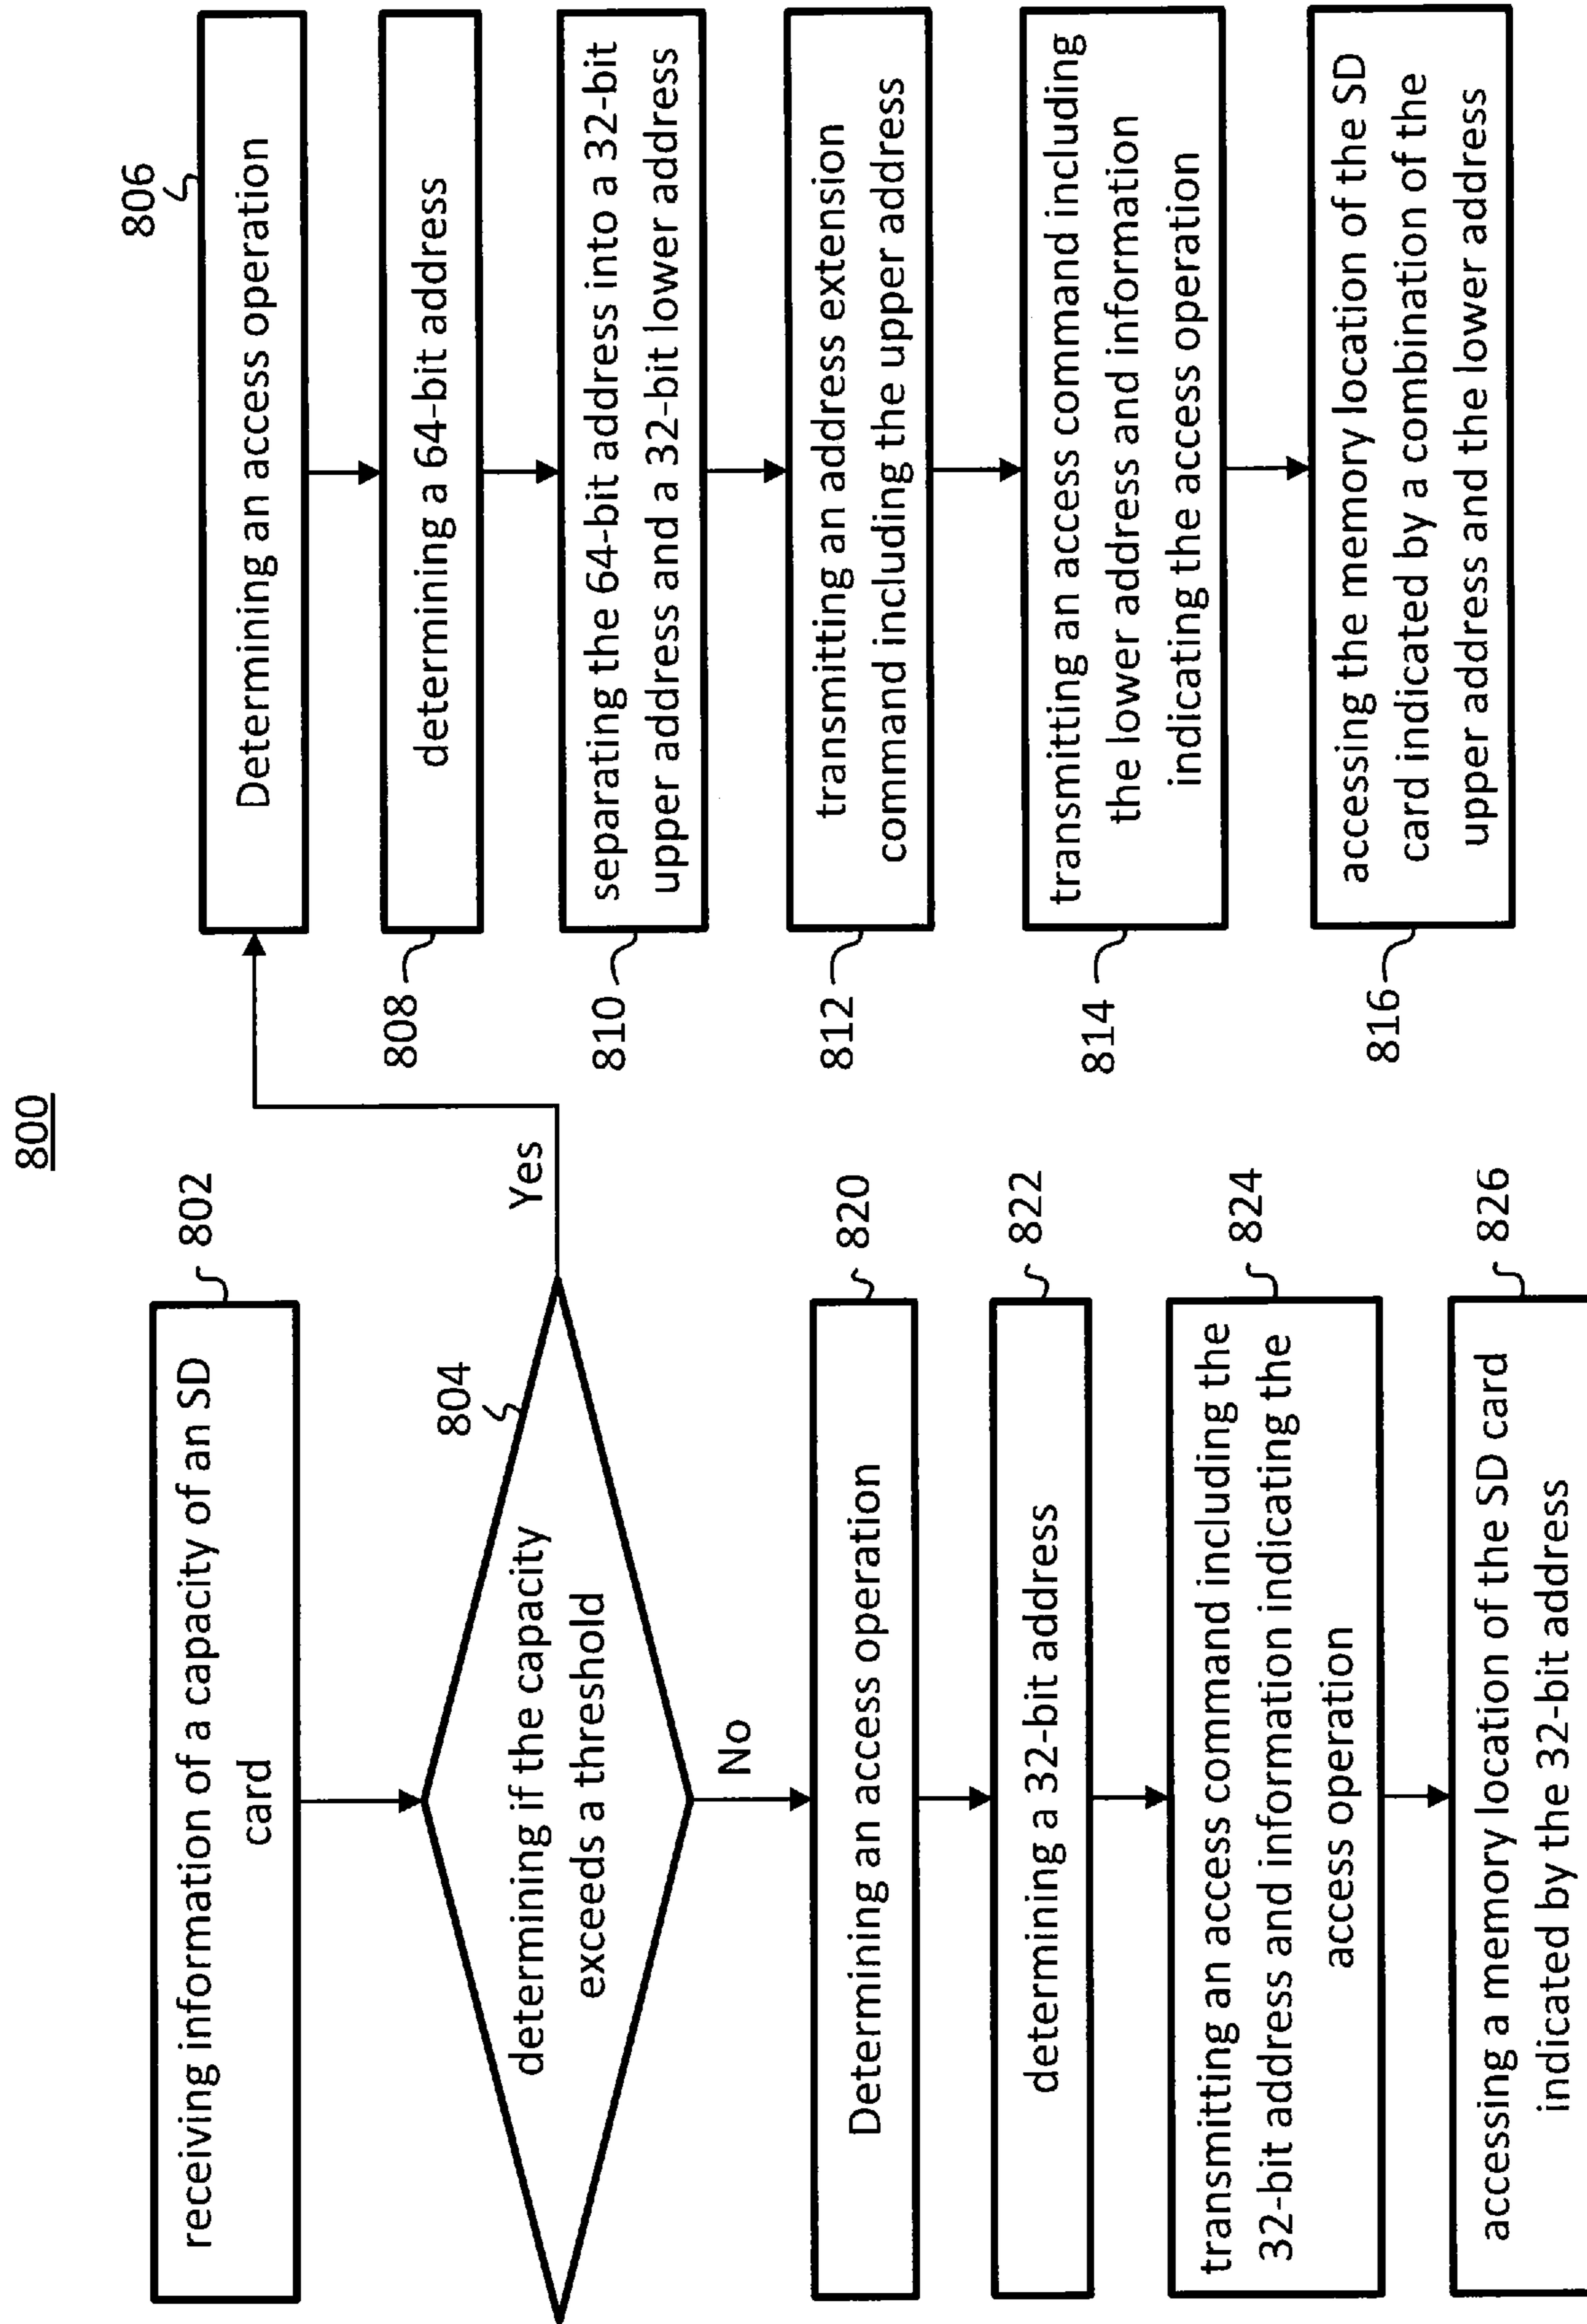 800
802
receiving information of a capacity of an SD
card
804
determining if the capacity
exceeds a threshold
Yes
No
820
Determining an access operation
822
determining a 32-bit address
824
transmitting an access command including the
32-bit address and information indicating the
access operation
826
accessing a memory location of the SD card
indicated by the 32-bit address
806
Determining an access operation
808
determining a 64-bit address
810
separating the 64-bit address into a 32-bit
upper address and a 32-bit lower address
812
transmitting an address extension
command including the upper address
814
transmitting an access command including
the lower address and information
indicating the access operation
816
accessing the memory location of the SD
card indicated by a combination of the
upper address and the lower address